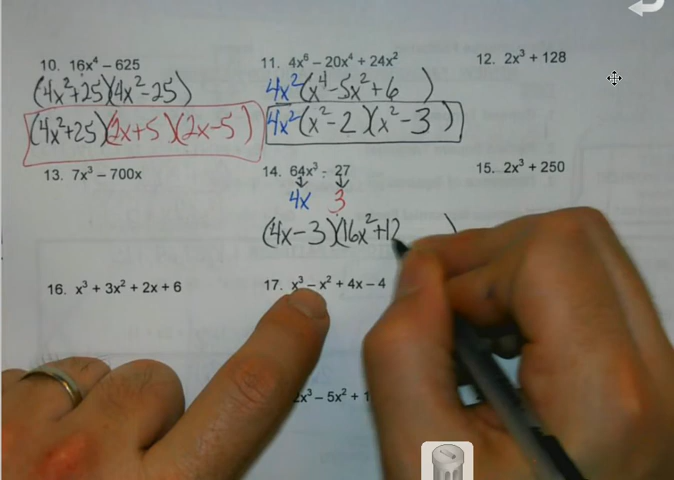 10. 16x⁴ – 625
(4x²+25)(4x²-25)
(4x²+25)(2x+5)(2x-5)
11. 4x⁶ – 20x⁴ + 24x²
4x²(x⁴-5x²+6 )
4x²(x²-2)(x²-3)
12. 2x³ + 128
13. 7x³ – 700x
14. 64x³ - 27
4x 3
(4x-3)(16x²+12 )
15. 2x³ + 250
16. x³ + 3x² + 2x + 6
17. x³ – x² + 4x – 4
x³ – 5x² + 1